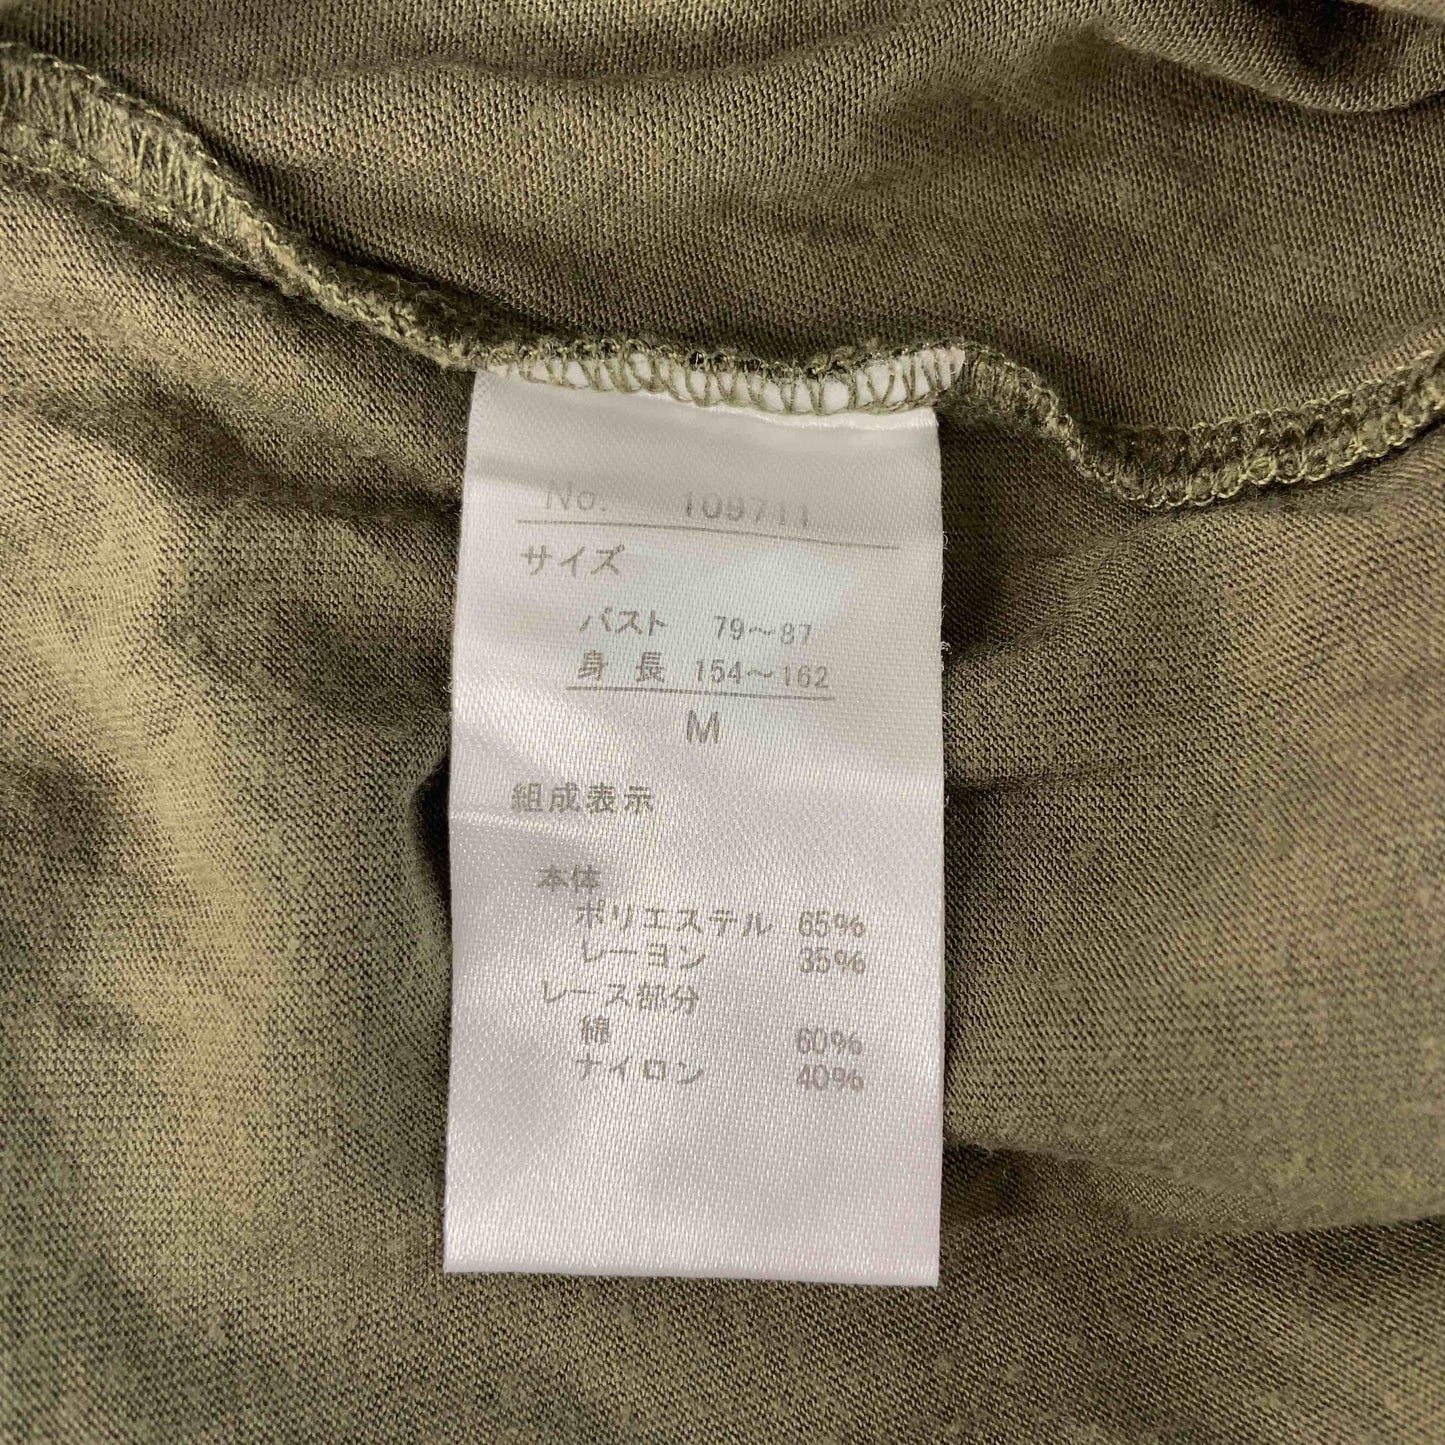 No. 109711
サイズ
バスト 79〜87
身長 154〜162
M
組成表示
本体
ポリエステル 65%
レーヨン 35%
レース部分
綿 60%
ナイロン 40%